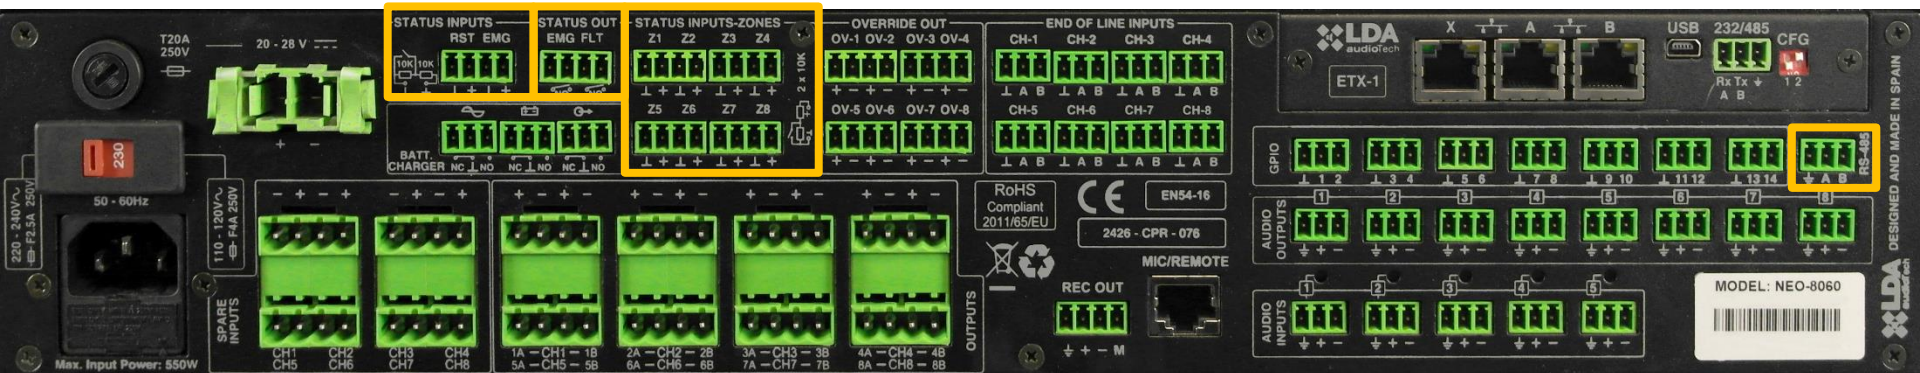 T20A
250V
20 - 28 V
+ -
230
50 - 60Hz
220 - 240V~
F2.5A 250V
110 - 120V~
F4A 250V
Max. Input Power: 550W
STATUS INPUTS
RST EMG
10K 10K
⊥ + ⊥ +
STATUS OUT
EMG FLT
STATUS INPUTS-ZONES
Z1 Z2 Z3 Z4
⊥ + ⊥ + ⊥ + ⊥ +
Z5 Z6 Z7 Z8
⊥ + ⊥ + ⊥ + ⊥ +
2 x 10K
BATT.
CHARGER
NC ⊥ NO NC ⊥ NO NC ⊥ NO
OVERRIDE OUT
OV-1 OV-2 OV-3 OV-4
OV-5 OV-6 OV-7 OV-8
+ - + - + - + -
END OF LINE INPUTS
CH-1 CH-2 CH-3 CH-4
CH-5 CH-6 CH-7 CH-8
⊥ A B ⊥ A B ⊥ A B ⊥ A B
SPARE
INPUTS
- + - + - + - +
CH1 CH2 CH3 CH4
CH5 CH6 CH7 CH8
+ - + - + - + - + - + - + - + -
1A – CH1 – 1B 2A – CH2 – 2B 3A – CH3 – 3B 4A – CH4 – 4B
5A – CH5 – 5B 6A – CH6 – 6B 7A – CH7 – 7B 8A – CH8 – 8B
OUTPUTS
RoHS
Compliant
2011/65/EU
CE
EN54-16
2426 - CPR - 076
MIC/REMOTE
REC OUT
+ - M
LDA
audioTech
ETX-1
X A B
USB
232/485
Rx Tx
A B
CFG
1 2
GPIO
⊥ 1 2 ⊥ 3 4 ⊥ 5 6 ⊥ 7 8 ⊥ 9 10 ⊥ 11 12 ⊥ 13 14
A B
RS-485
AUDIO
OUTPUTS
1 2 3 4 5 6 7 8
+ - + - + - + - + - + - + - + -
AUDIO
INPUTS
1 2 3 4 5
+ - + - + - + - + -
MODEL: NEO-8060
DESIGNED AND MADE IN SPAIN
LDA
audioTech